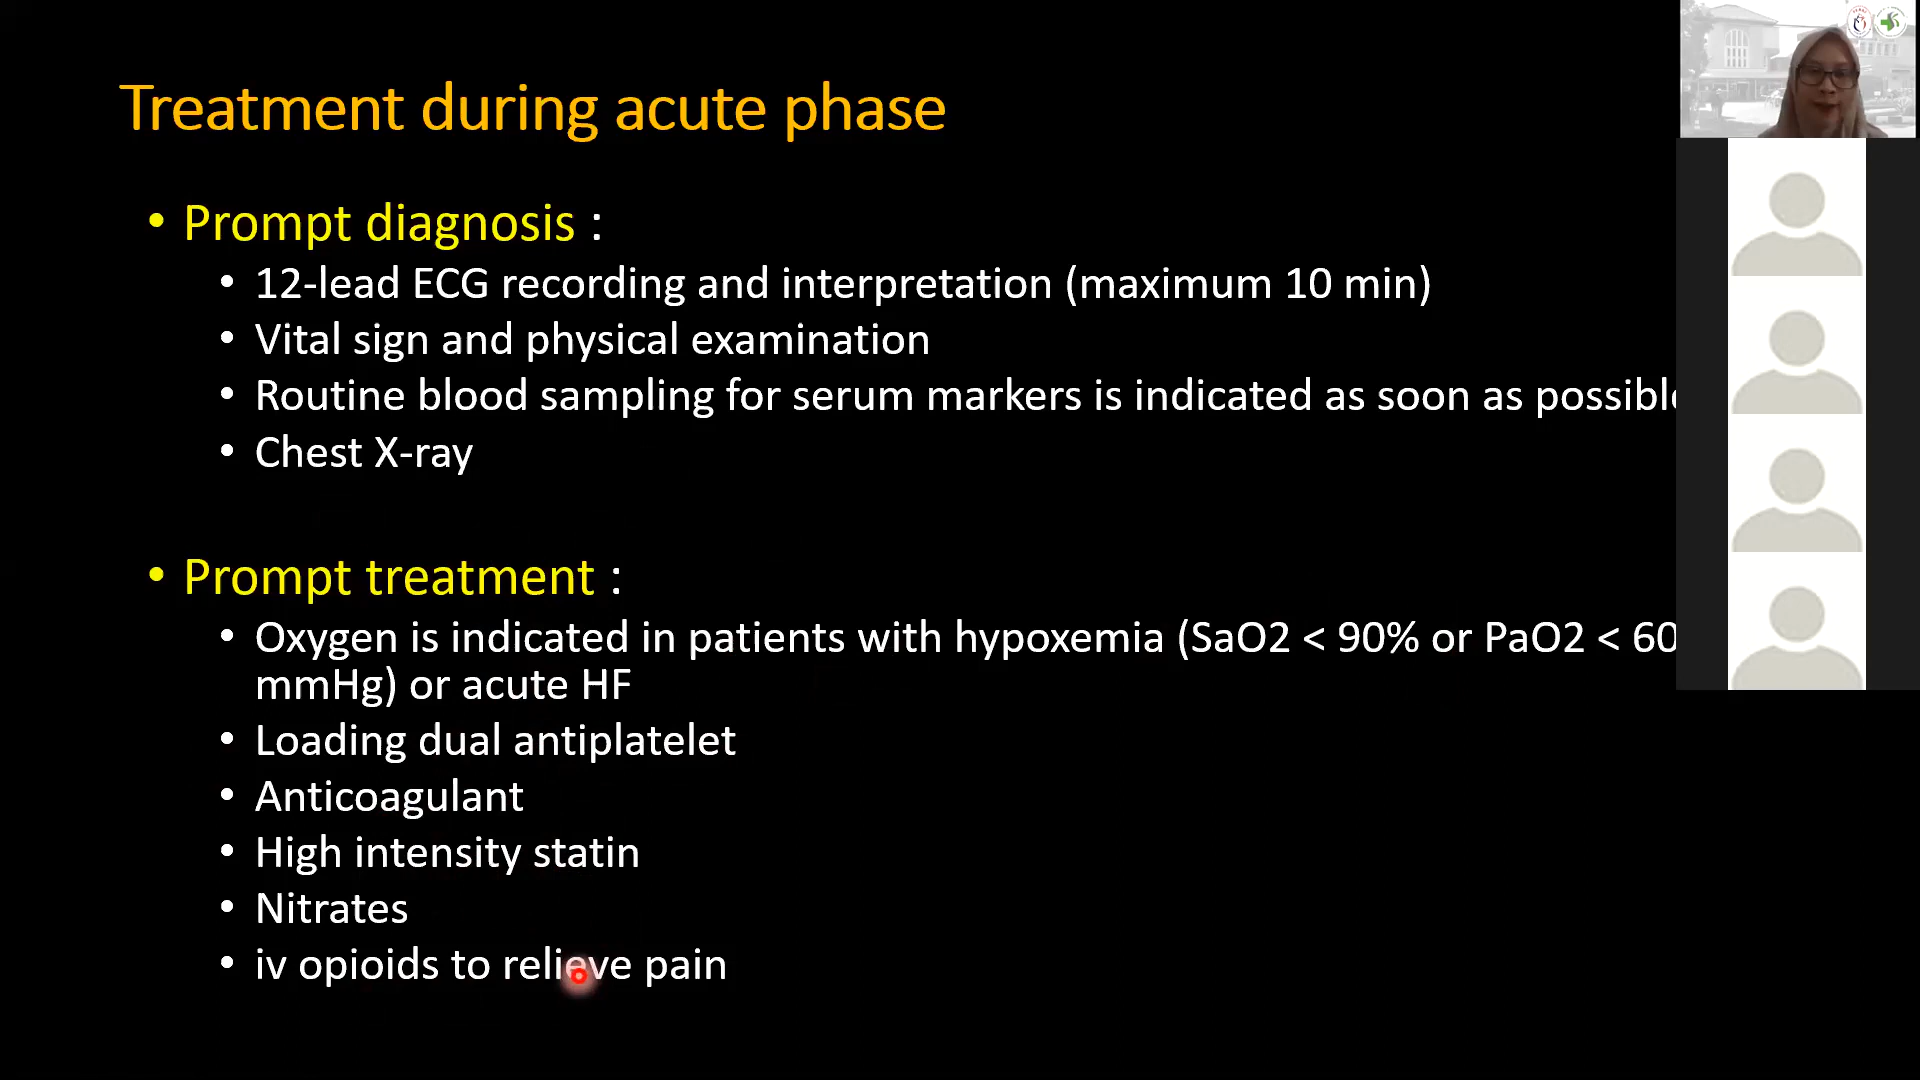 Treatment during acute phase
• Prompt diagnosis :
• 12-lead ECG recording and interpretation (maximum 10 min)
• Vital sign and physical examination
• Routine blood sampling for serum markers is indicated as soon as possible
• Chest X-ray
• Prompt treatment :
• Oxygen is indicated in patients with hypoxemia (SaO2 < 90% or PaO2 < 60
mmHg) or acute HF
• Loading dual antiplatelet
• Anticoagulant
• High intensity statin
• Nitrates
• iv opioids to relieve pain